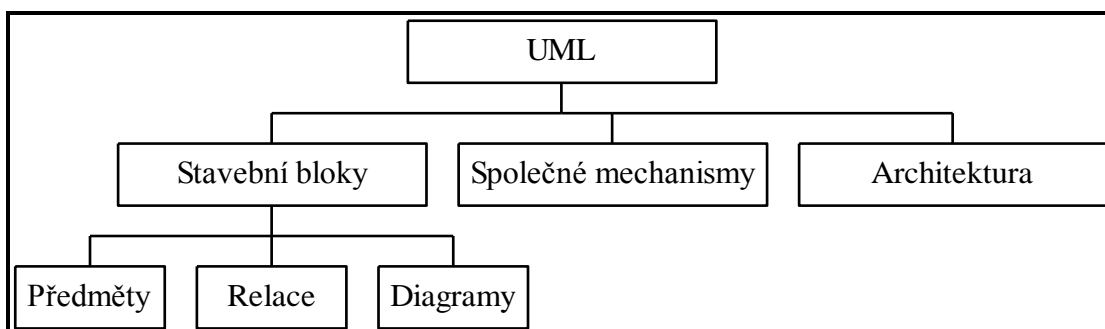 UML
Stavební bloky
Společné mechanismy
Architektura
Předměty
Relace
Diagramy